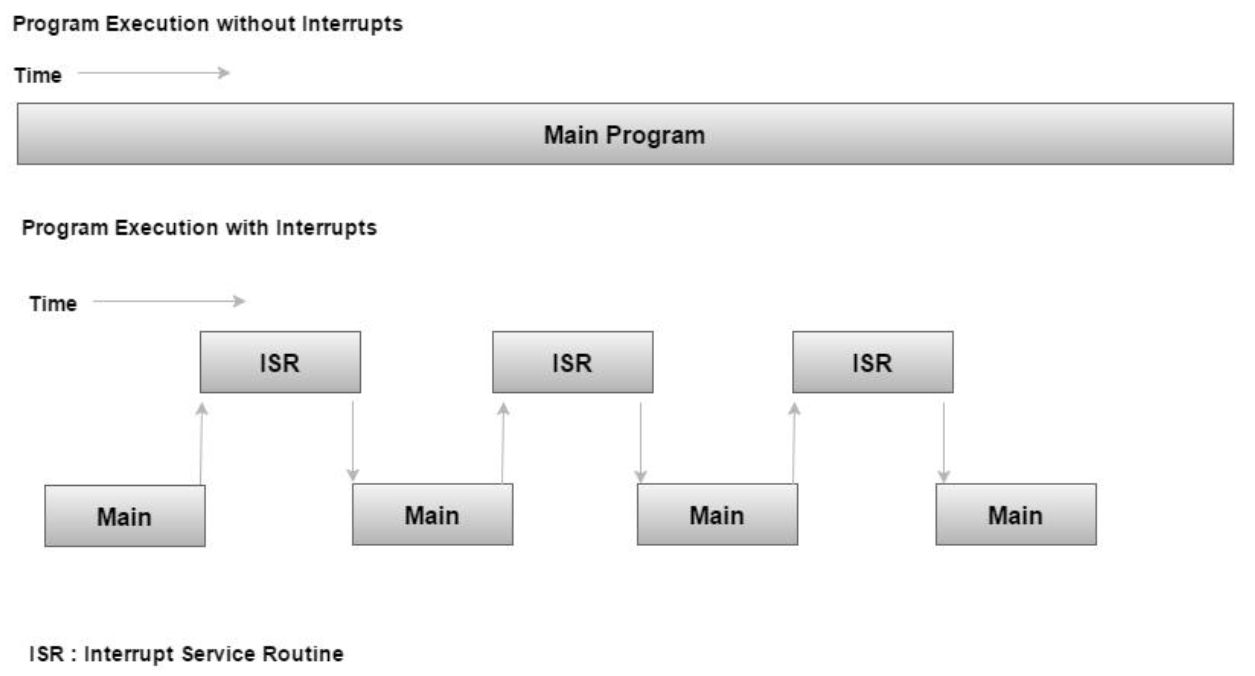 Program Execution without Interrupts
Time
Main Program
Program Execution with Interrupts
Time
ISR ISR ISR
Main Main Main Main
ISR : Interrupt Service Routine